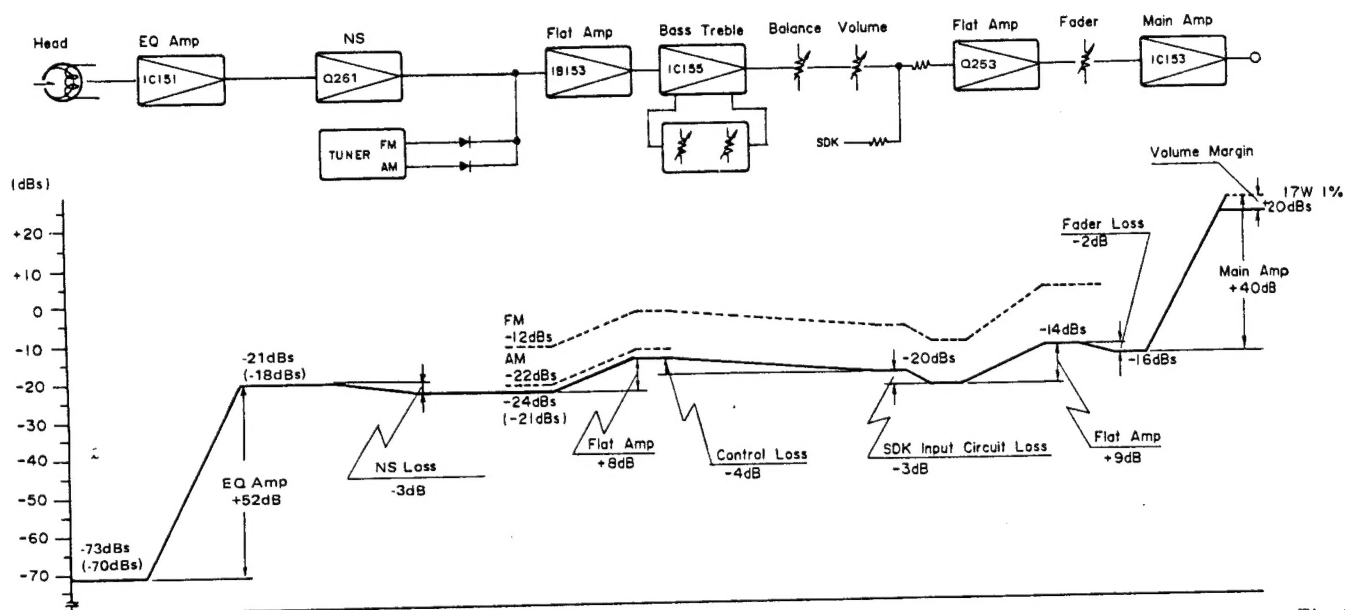 Head
EQ Amp
IC151
NS
Q261
TUNER
FM
AM
Flat Amp
IB153
Bass Treble
IC155
Balance
Volume
SDK
Flat Amp
Q253
Fader
Main Amp
IC153
(dBs)
+20
+10
0
-10
-20
-30
-40
-50
-60
-70
-73dBs
(-70dBs)
EQ Amp
+52dB
-21dBs
(-18dBs)
NS Loss
-3dB
FM
-12dBs
AM
-22dBs
-24dBs
(-21dBs)
Flat Amp
+8dB
Control Loss
-4dB
-20dBs
SDK Input Circuit Loss
-3dB
-14dBs
Flat Amp
+9dB
Fader Loss
-2dB
-16dBs
Main Amp
+40dB
Volume Margin
17W 1%
+20dBs